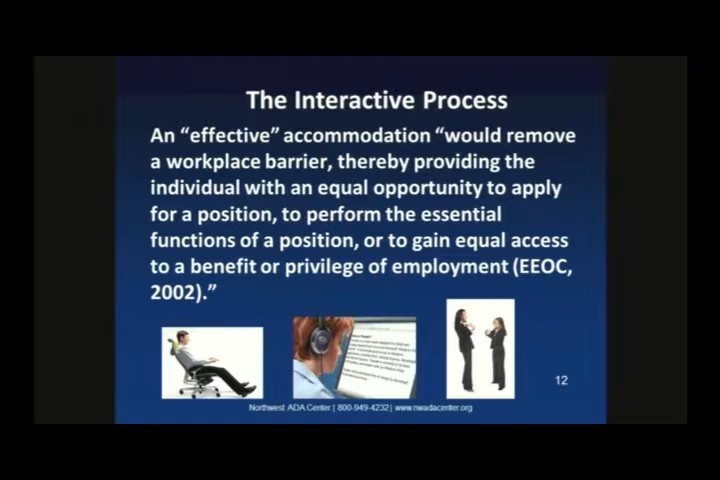 The Interactive Process
An “effective” accommodation “would remove
a workplace barrier, thereby providing the
individual with an equal opportunity to apply
for a position, to perform the essential
functions of a position, or to gain equal access
to a benefit or privilege of employment (EEOC,
2002).”
12
Northwest ADA Center | 800-949-4232 | www.nwadacenter.org